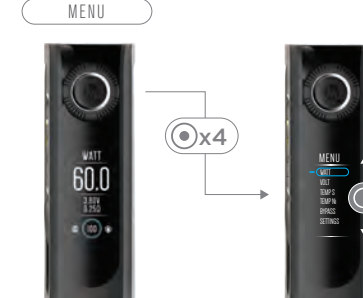 MENU
WATT
60.0
3.80V
0.25Ω
100
x4
MENU
WATT
VOLT
TEMP S
TEMP Ni
BYPASS
SETTINGS